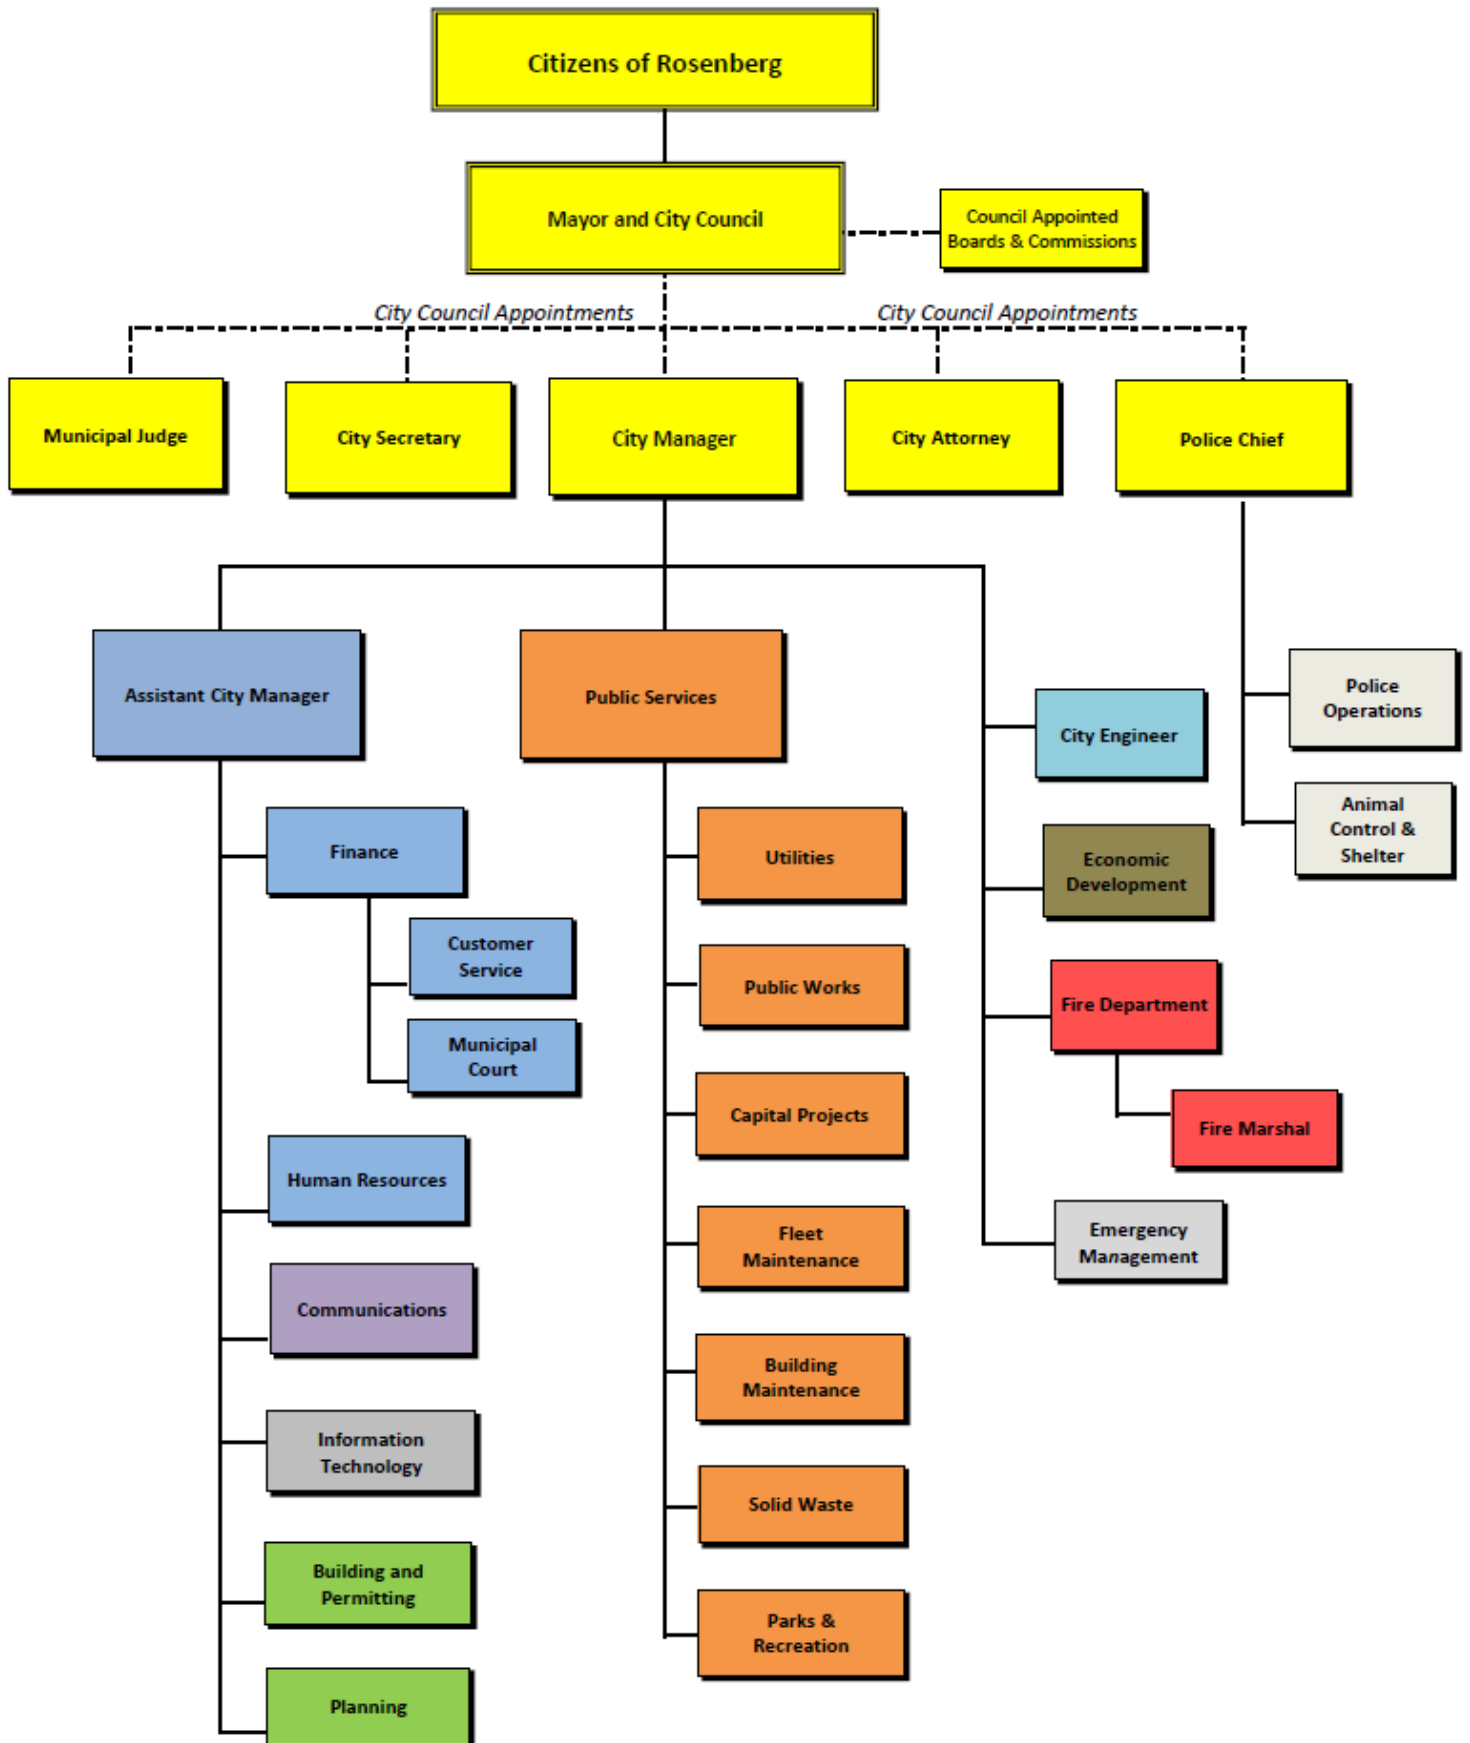 Citizens of Rosenberg
Mayor and City Council
Council Appointed
Boards & Commissions
City Council Appointments
City Council Appointments
Municipal Judge
City Secretary
City Manager
City Attorney
Police Chief
Assistant City Manager
Public Services
City Engineer
Police
Operations
Economic
Development
Animal
Control &
Shelter
Fire Department
Fire Marshal
Emergency
Management
Finance
Customer
Service
Municipal
Court
Human Resources
Communications
Information
Technology
Building and
Permitting
Planning
Utilities
Public Works
Capital Projects
Fleet
Maintenance
Building
Maintenance
Solid Waste
Parks &
Recreation